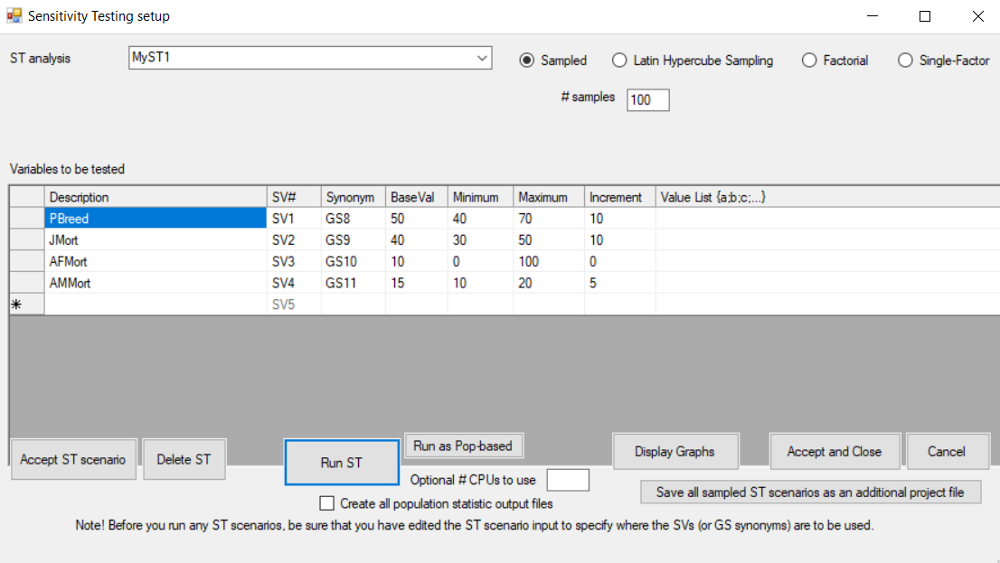 Sensitivity Testing setup
ST analysis MyST1 Sampled Latin Hypercube Sampling Factorial Single-Factor
# samples 100
Variables to be tested
Description SV# Synonym BaseVal Minimum Maximum Increment Value List {a;b;c;...}
PBreed SV1 GS8 50 40 70 10
JMort SV2 GS9 40 30 50 10
AFMort SV3 GS10 10 0 100 0
AMMort SV4 GS11 15 10 20 5
* SV5
Accept ST scenario Delete ST Run ST Run as Pop-based Display Graphs Accept and Close Cancel
Optional # CPUs to use
Save all sampled ST scenarios as an additional project file
Create all population statistic output files
Note! Before you run any ST scenarios, be sure that you have edited the ST scenario input to specify where the SVs (or GS synonyms) are to be used.